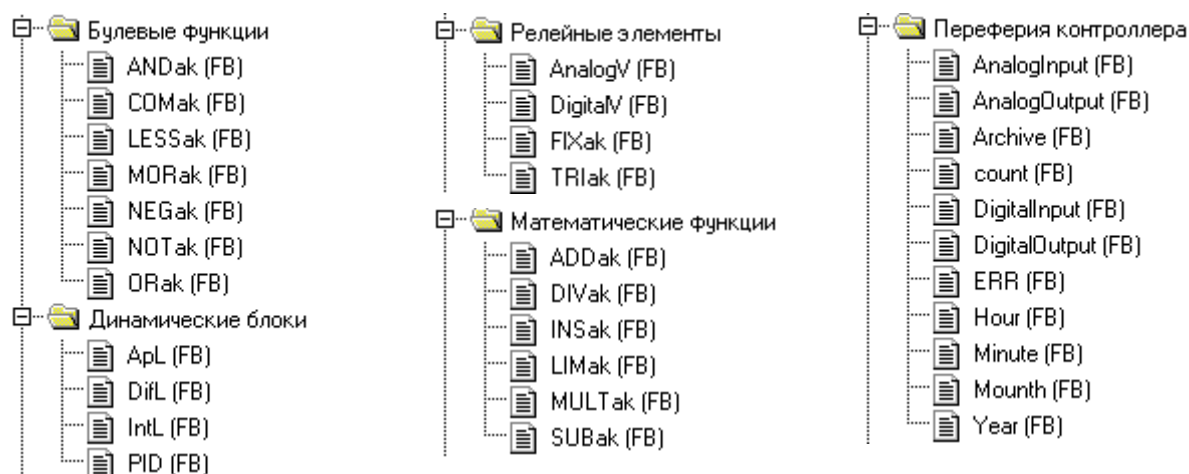 Булевые функции
ANDak (FB)
COMak (FB)
LESSak (FB)
MORak (FB)
NEGak (FB)
NOTak (FB)
ORak (FB)
Динамические блоки
ApL (FB)
DifL (FB)
IntL (FB)
PID (FB)
Релейные элементы
AnalogV (FB)
DigitalV (FB)
FIXak (FB)
TRIak (FB)
Математические функции
ADDak (FB)
DIVak (FB)
INSak (FB)
LIMak (FB)
MULTak (FB)
SUBak (FB)
Переферия контроллера
AnalogInput (FB)
AnalogOutput (FB)
Archive (FB)
count (FB)
DigitalInput (FB)
DigitalOutput (FB)
ERR (FB)
Hour (FB)
Minute (FB)
Mounth (FB)
Year (FB)